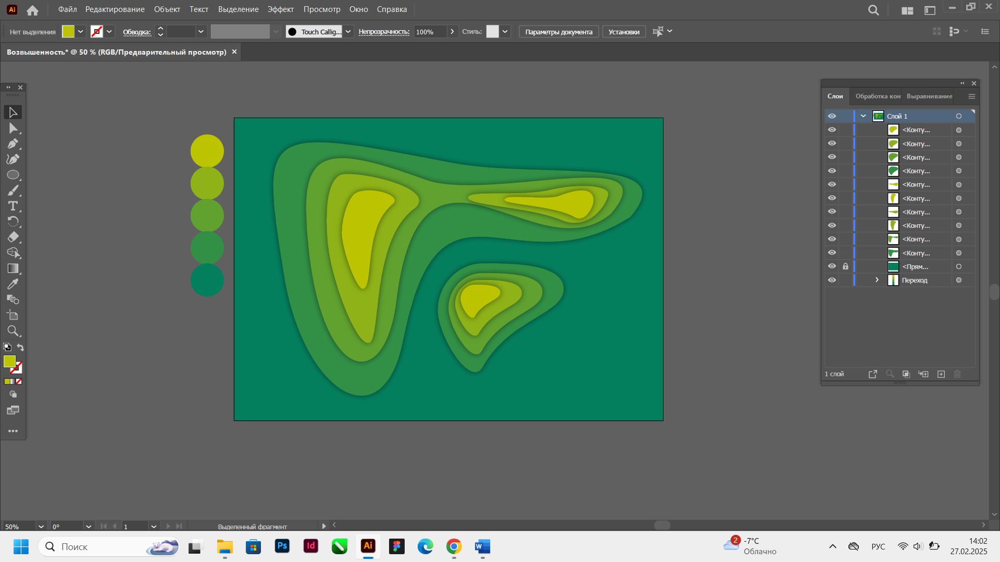 Ai Файл Редактирование Объект Текст Выделение Эффект Просмотр Окно Справка
Нет выделения Обводка: Touch Callig... Непрозрачность: 100% Стиль: Параметры документа Установки
Возвышенность* @ 50 % (RGB/Предварительный просмотр)
Слои Обработка кон Выравнивание
Слой 1
<Конту...
<Конту...
<Конту...
<Конту...
<Конту...
<Конту...
<Конту...
<Конту...
<Конту...
<Конту...
<Прям...
Переход
1 слой
50% 0° 1 Выделенный фрагмент
Поиск Ps Id Ai W 2 -7°C Облачно РУС 14:02
27.02.2025